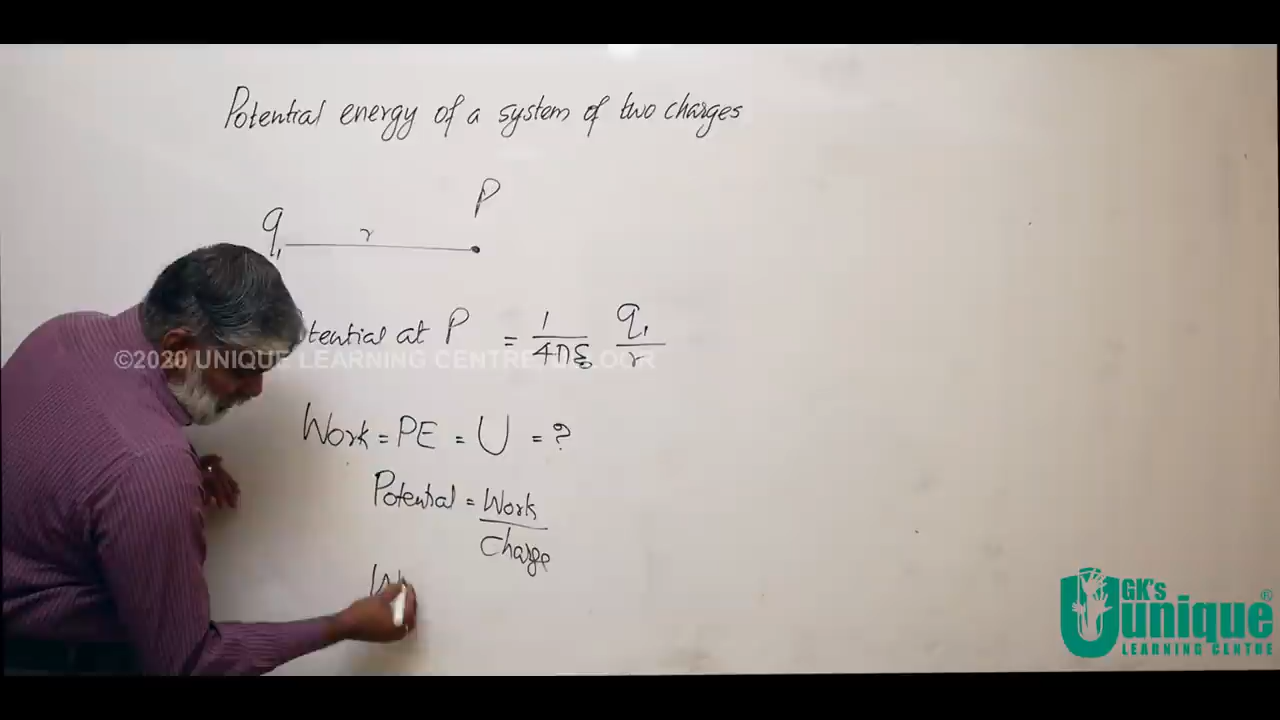 Potential energy of a system of two charges
P
q₁ r
tential at P = 1/4πε₀ q₁/r
©2020 UNIQUE LEARNING CENTRE
Work = PE = U = ?
Potential = Work/Charge
W
GK's
unique®
LEARNING CENTRE